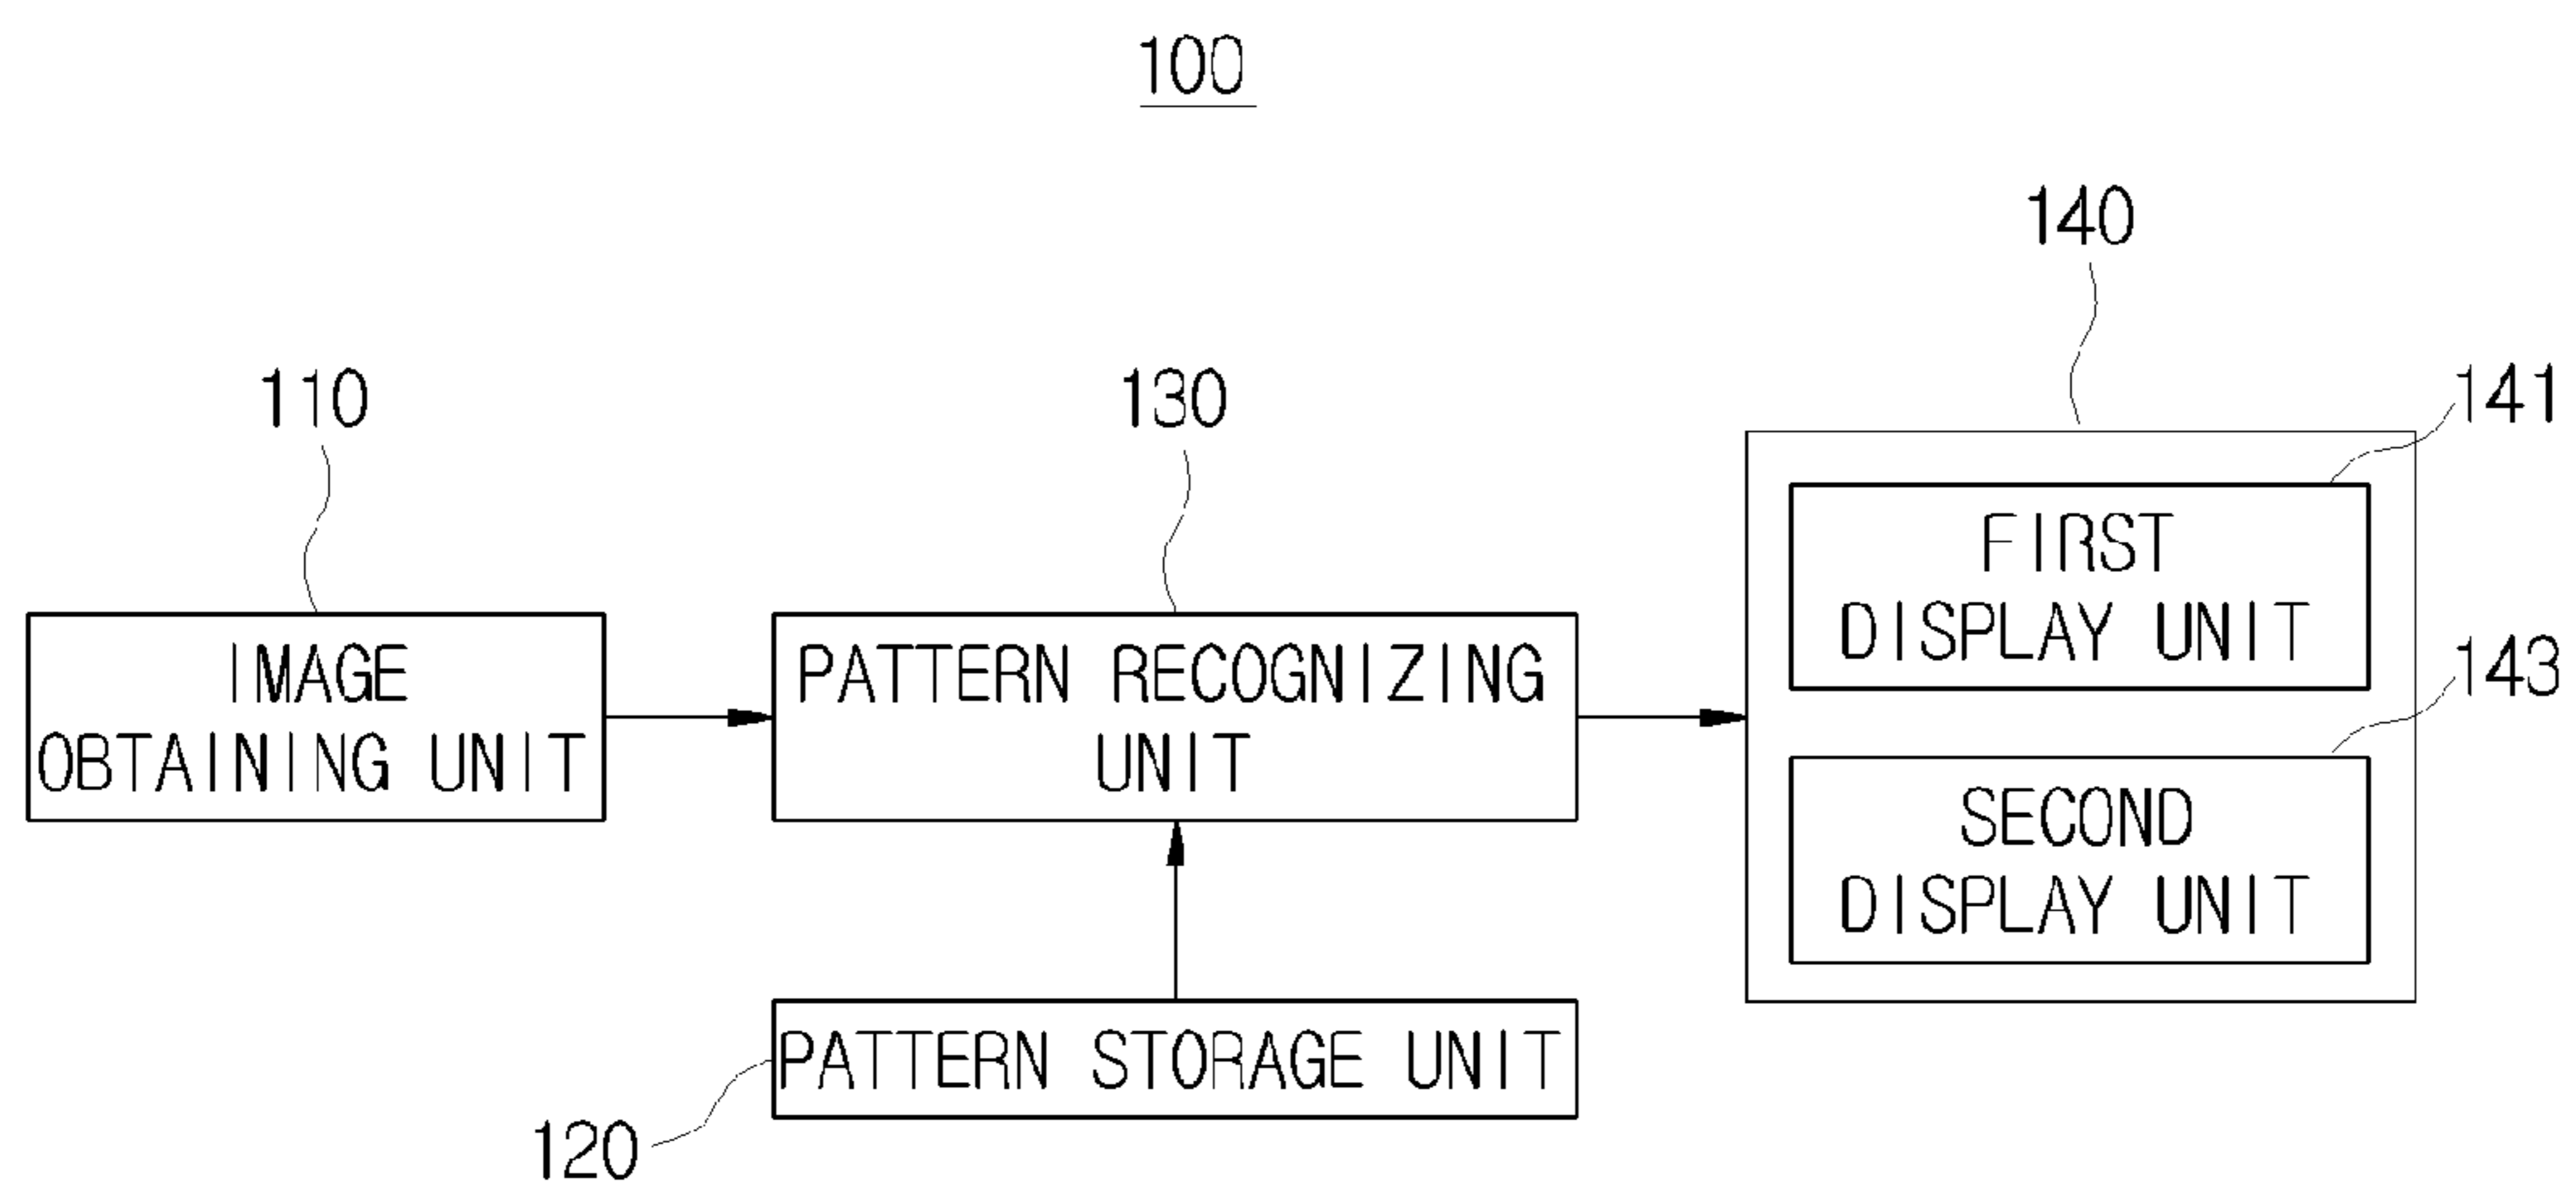 100
140
110
130
141
FIRST
DISPLAY UNIT
IMAGE
OBTAINING UNIT
PATTERN RECOGNIZING
UNIT
143
SECOND
DISPLAY UNIT
PATTERN STORAGE UNIT
120